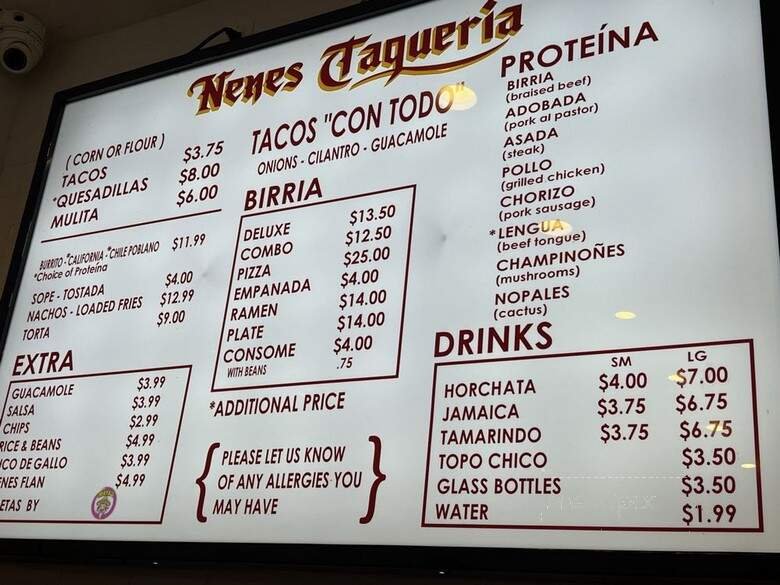 Nenes Taqueria
(CORN OR FLOUR)
TACOS $3.75
*QUESADILLAS $8.00
MULITA $6.00
BURRITO-*CALIFORNIA-*CHILE POBLANO $11.99
*Choice of Proteína
SOPE - TOSTADA $4.00
NACHOS - LOADED FRIES $12.99
TORTA $9.00
EXTRA
GUACAMOLE $3.99
SALSA $3.99
CHIPS $2.99
RICE & BEANS $4.99
ICO DE GALLO $3.99
ENES FLAN $4.99
ETAS BY
TACOS "CON TODO"
ONIONS - CILANTRO - GUACAMOLE
BIRRIA
DELUXE $13.50
COMBO $12.50
PIZZA $25.00
EMPANADA $4.00
RAMEN $14.00
PLATE $14.00
CONSOME $4.00
WITH BEANS .75
*ADDITIONAL PRICE
{PLEASE LET US KNOW
OF ANY ALLERGIES YOU
MAY HAVE}
PROTEÍNA
BIRRIA
(braised beef)
ADOBADA
(pork al pastor)
ASADA
(steak)
POLLO
(grilled chicken)
CHORIZO
(pork sausage)
*LENGUA
(beef tongue)
CHAMPINOÑES
(mushrooms)
NOPALES
(cactus)
DRINKS
SM LG
HORCHATA $4.00 $7.00
JAMAICA $3.75 $6.75
TAMARINDO $3.75 $6.75
TOPO CHICO $3.50
GLASS BOTTLES $3.50
WATER $1.99